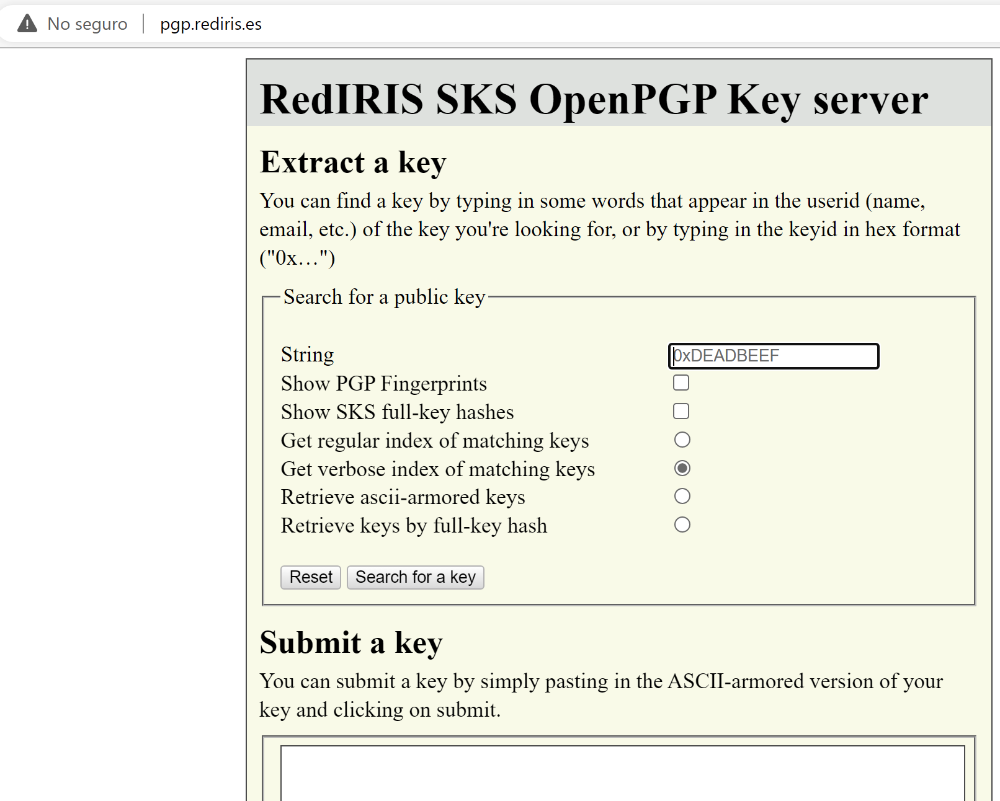 No seguro | pgp.rediris.es
RedIRIS SKS OpenPGP Key server
Extract a key
You can find a key by typing in some words that appear in the userid (name,
email, etc.) of the key you're looking for, or by typing in the keyid in hex format
("0x…")
Search for a public key
String 0xDEADBEEF
Show PGP Fingerprints
Show SKS full-key hashes
Get regular index of matching keys
Get verbose index of matching keys
Retrieve ascii-armored keys
Retrieve keys by full-key hash
Reset Search for a key
Submit a key
You can submit a key by simply pasting in the ASCII-armored version of your
key and clicking on submit.